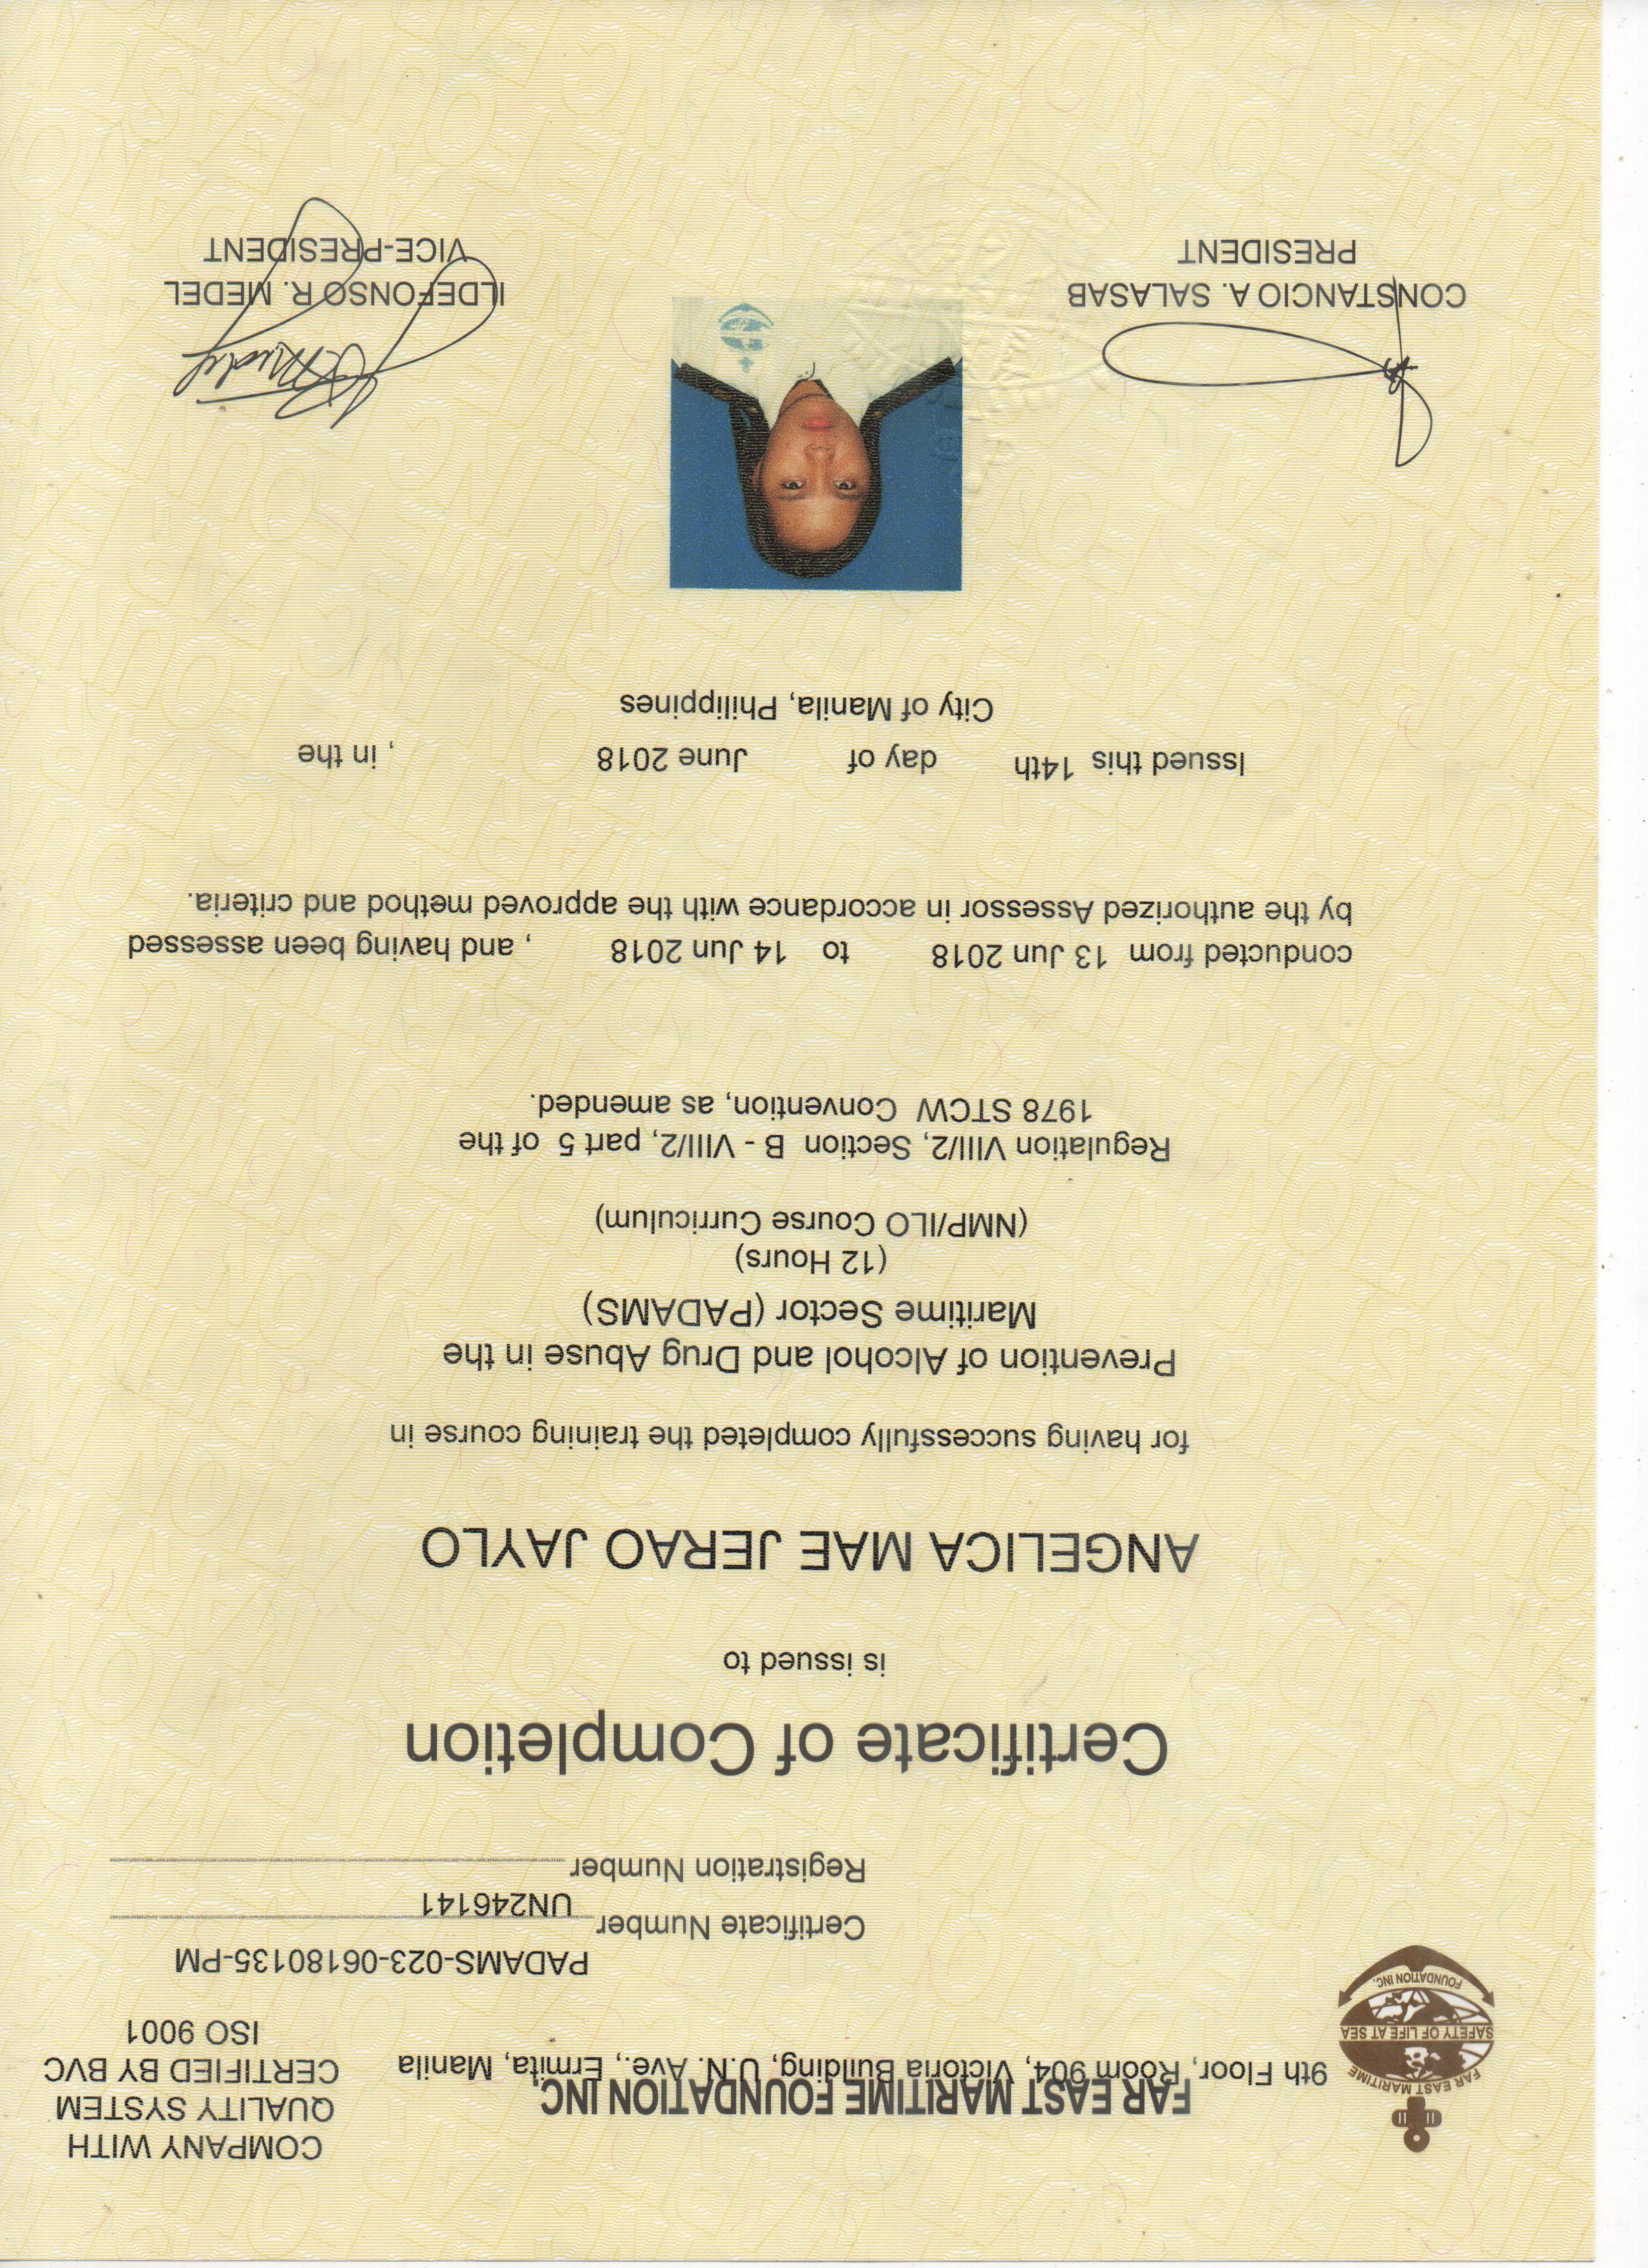 FAR EAST MARITIME
SAFETY OF LIFE AT SEA
FOUNDATION INC.
FAR EAST MARITIME FOUNDATION INC.
9th Floor, Room 904, Victoria Building, U.N. Ave., Ermita, Manila
COMPANY WITH
QUALITY SYSTEM
CERTIFIED BY BVC
ISO 9001
PADAMS-023-06180135-PM
Certificate Number
UN246141
Registration Number
Certificate of Completion
is issued to
ANGELICA MAE JERAO JAYLO
for having successfully completed the training course in
Prevention of Alcohol and Drug Abuse in the
Maritime Sector (PADAMS)
(12 Hours)
(NMP/ILO Course Curriculum)
Regulation VIII/2, Section B - VIII/2, part 5 of the
1978 STCW Convention, as amended.
conducted from 13 Jun 2018 to 14 Jun 2018 , and having been assessed
by the authorized Assessor in accordance with the approved method and criteria.
Issued this 14th day of June 2018 , in the
City of Manila, Philippines
CONSTANCIO A. SALASAB
PRESIDENT
ILDEFONSO R. MEDEL
VICE-PRESIDENT